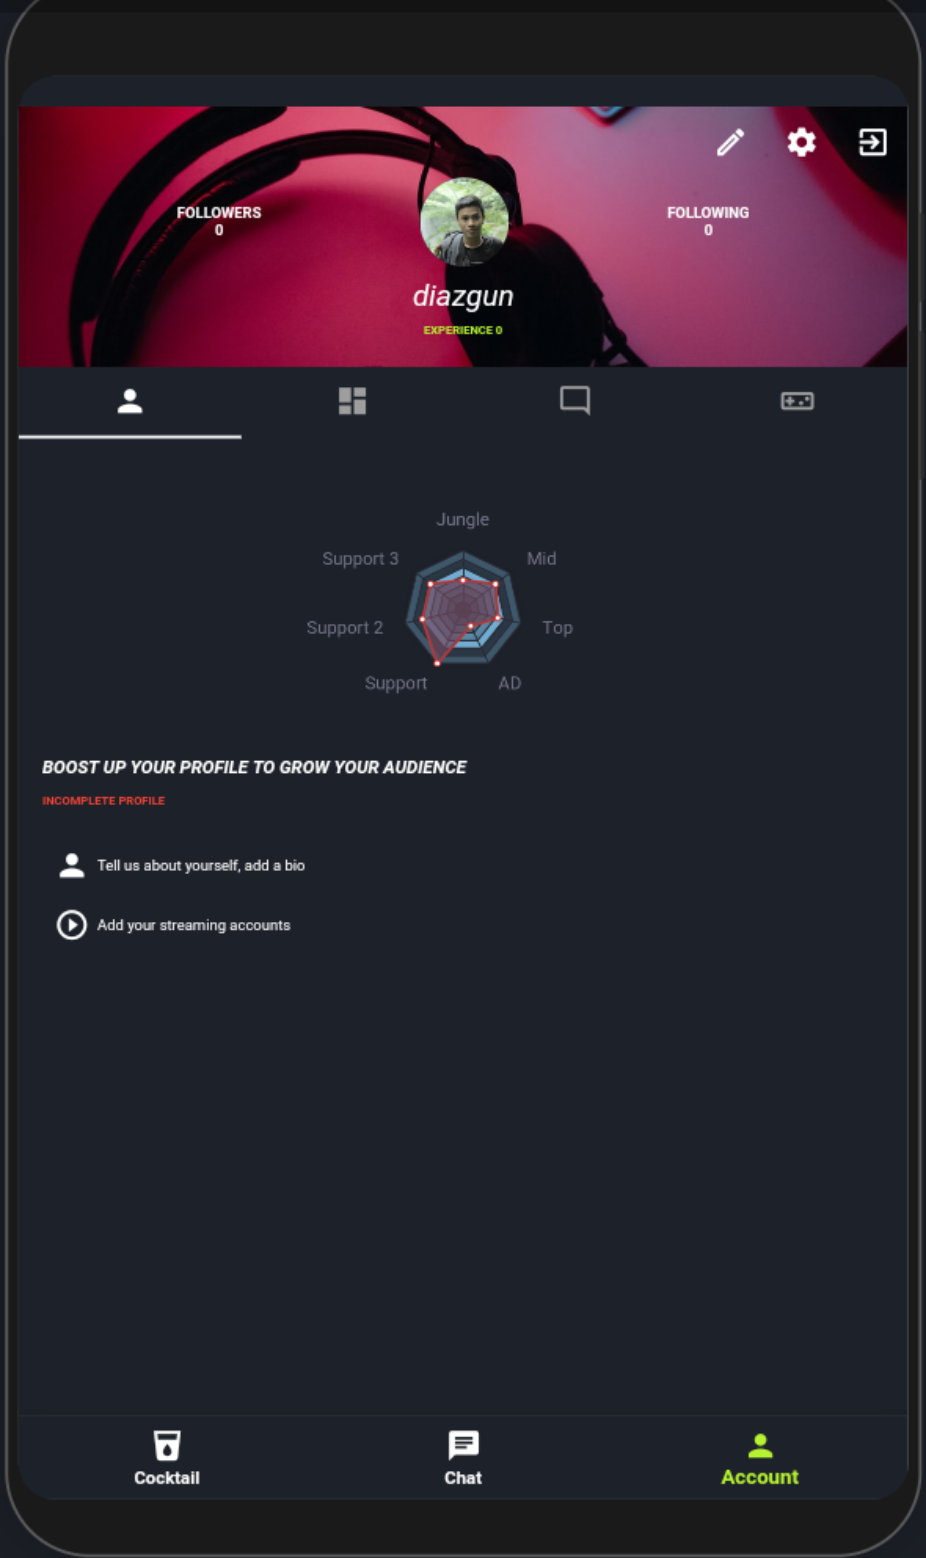 FOLLOWERS
0
FOLLOWING
0
diazgun
EXPERIENCE 0
Jungle
Support 3
Mid
Support 2
Top
Support
AD
BOOST UP YOUR PROFILE TO GROW YOUR AUDIENCE
INCOMPLETE PROFILE
Tell us about yourself, add a bio
Add your streaming accounts
Cocktail
Chat
Account